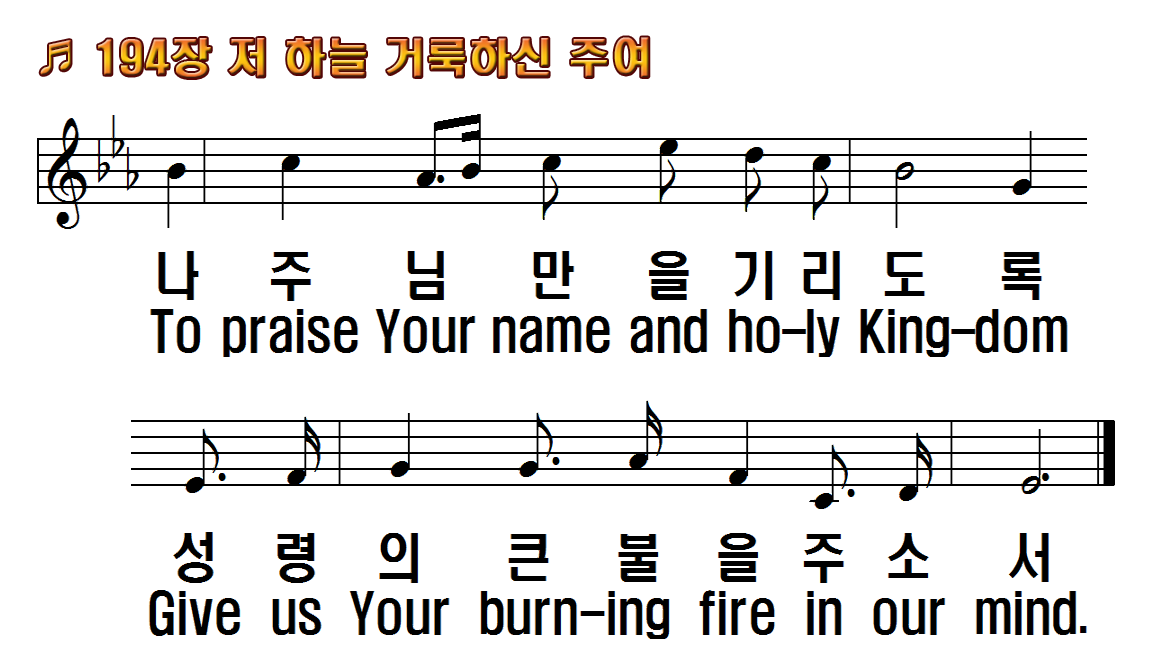 194장 저 하늘 거룩하신 주여
나 주 님 만 을 기 리 도 록
To praise Your name and ho-ly King-dom
성 령 의 큰 불 을 주 소 서
Give us Your burn-ing fire in our mind.